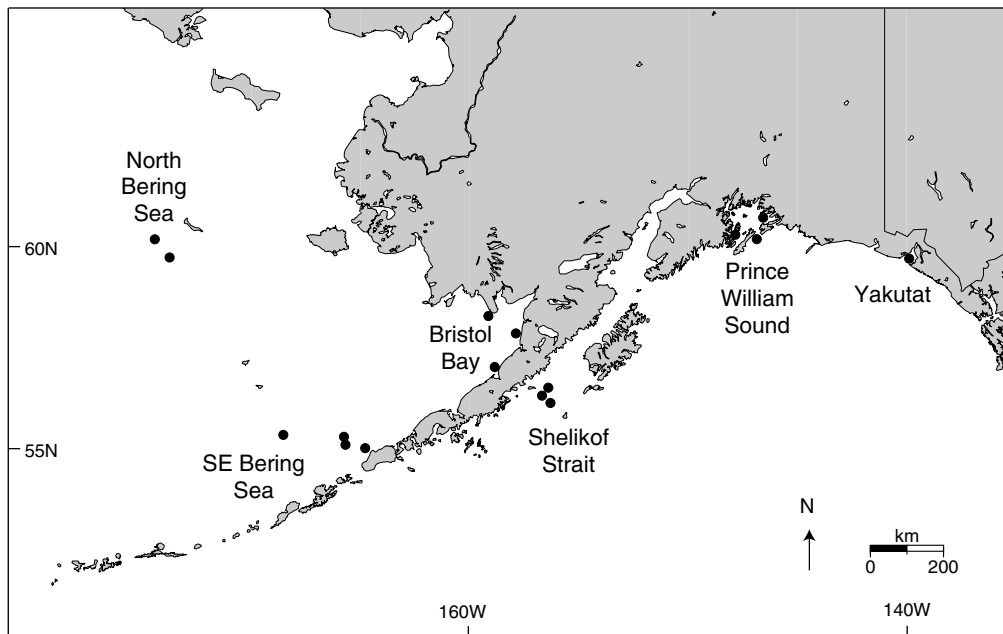 North
Bering
Sea
60N
Prince
William
Sound
Yakutat
Bristol
Bay
Shelikof
Strait
55N
SE Bering
Sea
N
km
0 200
160W
140W